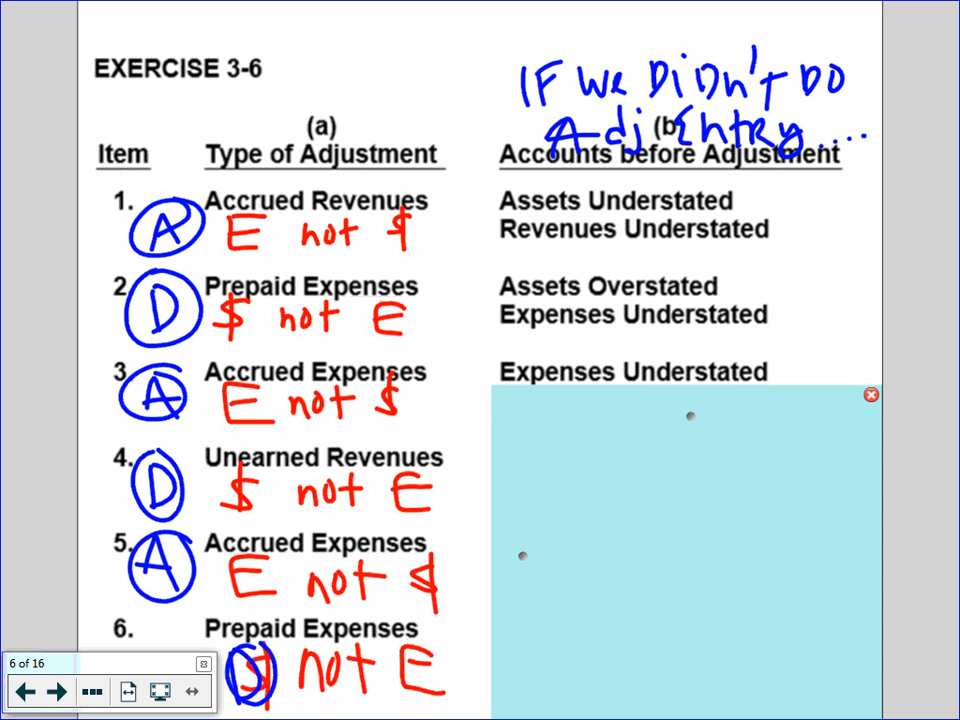 EXERCISE 3-6
IF We DiDn't DO
Adj Entry ....
(a) (b)
Item Type of Adjustment Accounts before Adjustment
1. Accrued Revenues Assets Understated
A E not $ Revenues Understated
2 Prepaid Expenses Assets Overstated
D $ not E Expenses Understated
3 Accrued Expenses Expenses Understated
A E not $
4. Unearned Revenues
D $ not E
5. Accrued Expenses
A E not $
6. Prepaid Expenses
D $ not E
6 of 16